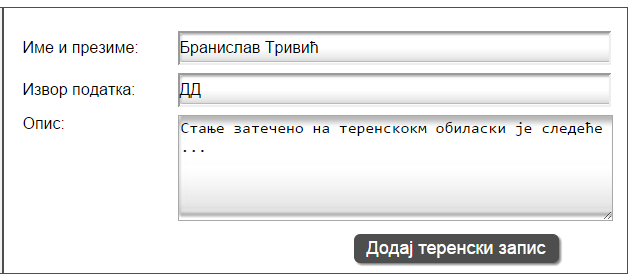 Име и презиме: Бранислав Тривић
Извор податка: ДД
Опис: Стање затечено на теренскокм обиласки је следеће
...
Додај теренски запис